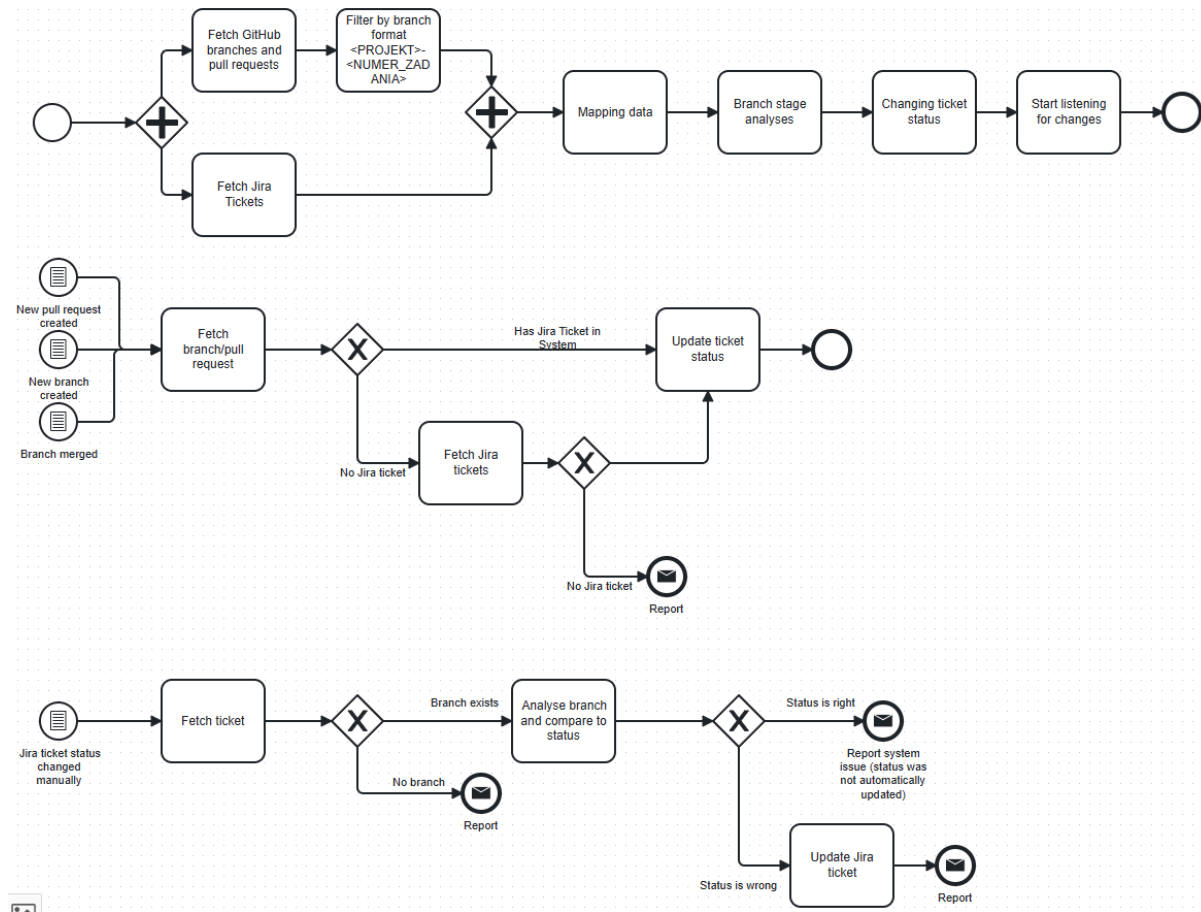 Fetch GitHub
branches and
pull requests
Filter by branch
format
<PROJEKT>-
<NUMER_ZAD
ANIA>
Mapping data
Branch stage
analyses
Changing ticket
status
Start listening
for changes
Fetch Jira
Tickets
New pull request
created
New branch
created
Branch merged
Fetch
branch/pull
request
Has Jira Ticket in
System
Update ticket
status
No Jira ticket
Fetch Jira
tickets
No Jira ticket
Report
Jira ticket status
changed
manually
Fetch ticket
Branch exists
No branch
Report
Analyse branch
and compare to
status
Status is right
Report system
issue (status was
not automatically
updated)
Status is wrong
Update Jira
ticket
Report